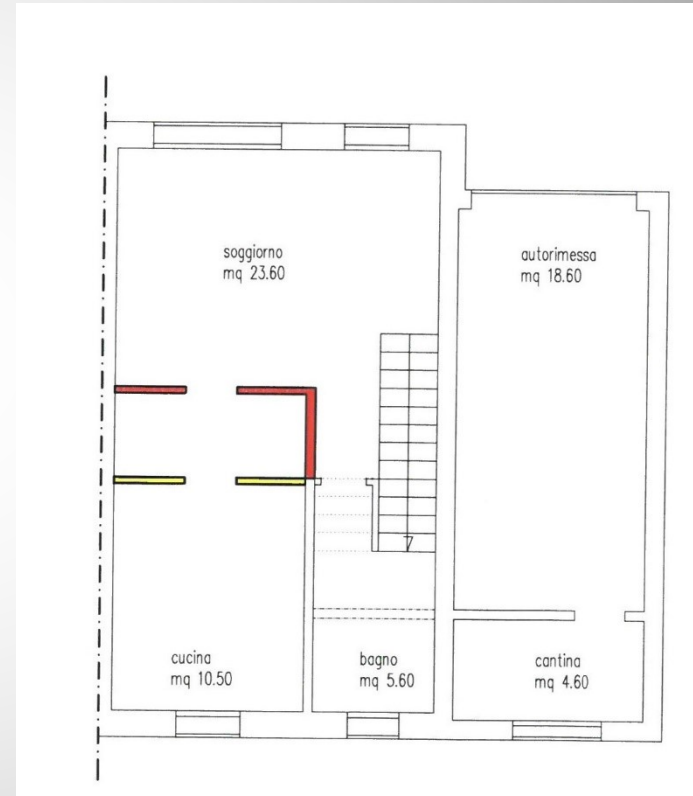 soggiorno
mq 23.60
autorimessa
mq 18.60
cucina
mq 10.50
bagno
mq 5.60
cantina
mq 4.60